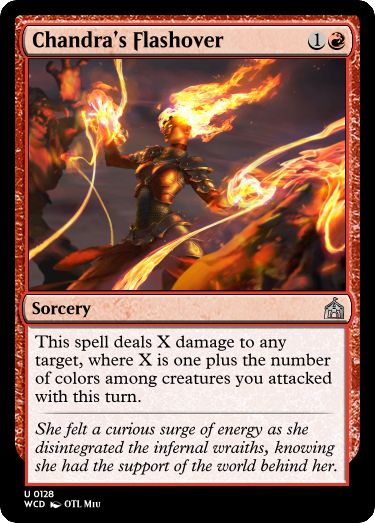 Chandra's Flashover
1
Sorcery
This spell deals X damage to any
target, where X is one plus the number
of colors among creatures you attacked
with this turn.
She felt a curious surge of energy as she
disintegrated the infernal wraiths, knowing
she had the support of the world behind her.
U 0128
WCD OTL Miu